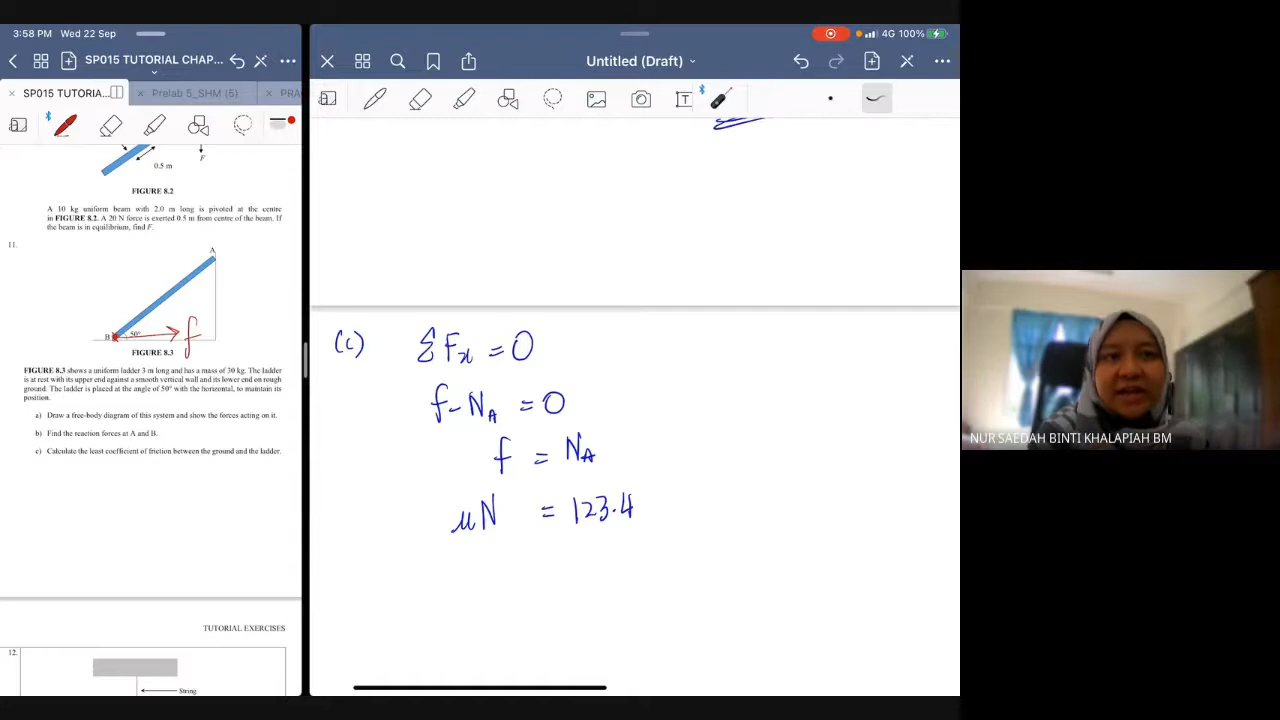 3:58 PM Wed 22 Sep
SP015 TUTORIAL CHAP...
SP015 TUTORIA...
Prelab 5_SHM (5)
PRA
0.5 m
F
FIGURE 8.2
A 10 kg uniform beam with 2.0 m long is pivoted at the centre
in FIGURE 8.2. A 20 N force is exerted 0.5 m from centre of the beam. If
the beam is in equilibrium, find F.
11.
A
B
50°
f
FIGURE 8.3
FIGURE 8.3 shows a uniform ladder 3 m long and has a mass of 30 kg. The ladder
is at rest with its upper end against a smooth vertical wall and its lower end on rough
ground. The ladder is placed at the angle of 50° with the horizontal, to maintain its
position.
a) Draw a free-body diagram of this system and show the forces acting on it.
b) Find the reaction forces at A and B.
c) Calculate the least coefficient of friction between the ground and the ladder.
TUTORIAL EXERCISES
12.
String
4G 100%
Untitled (Draft)
T
(c) ΣFx = 0
f - NA = 0
f = NA
μN = 123.4
NUR SAEDAH BINTI KHALAPIAH BM